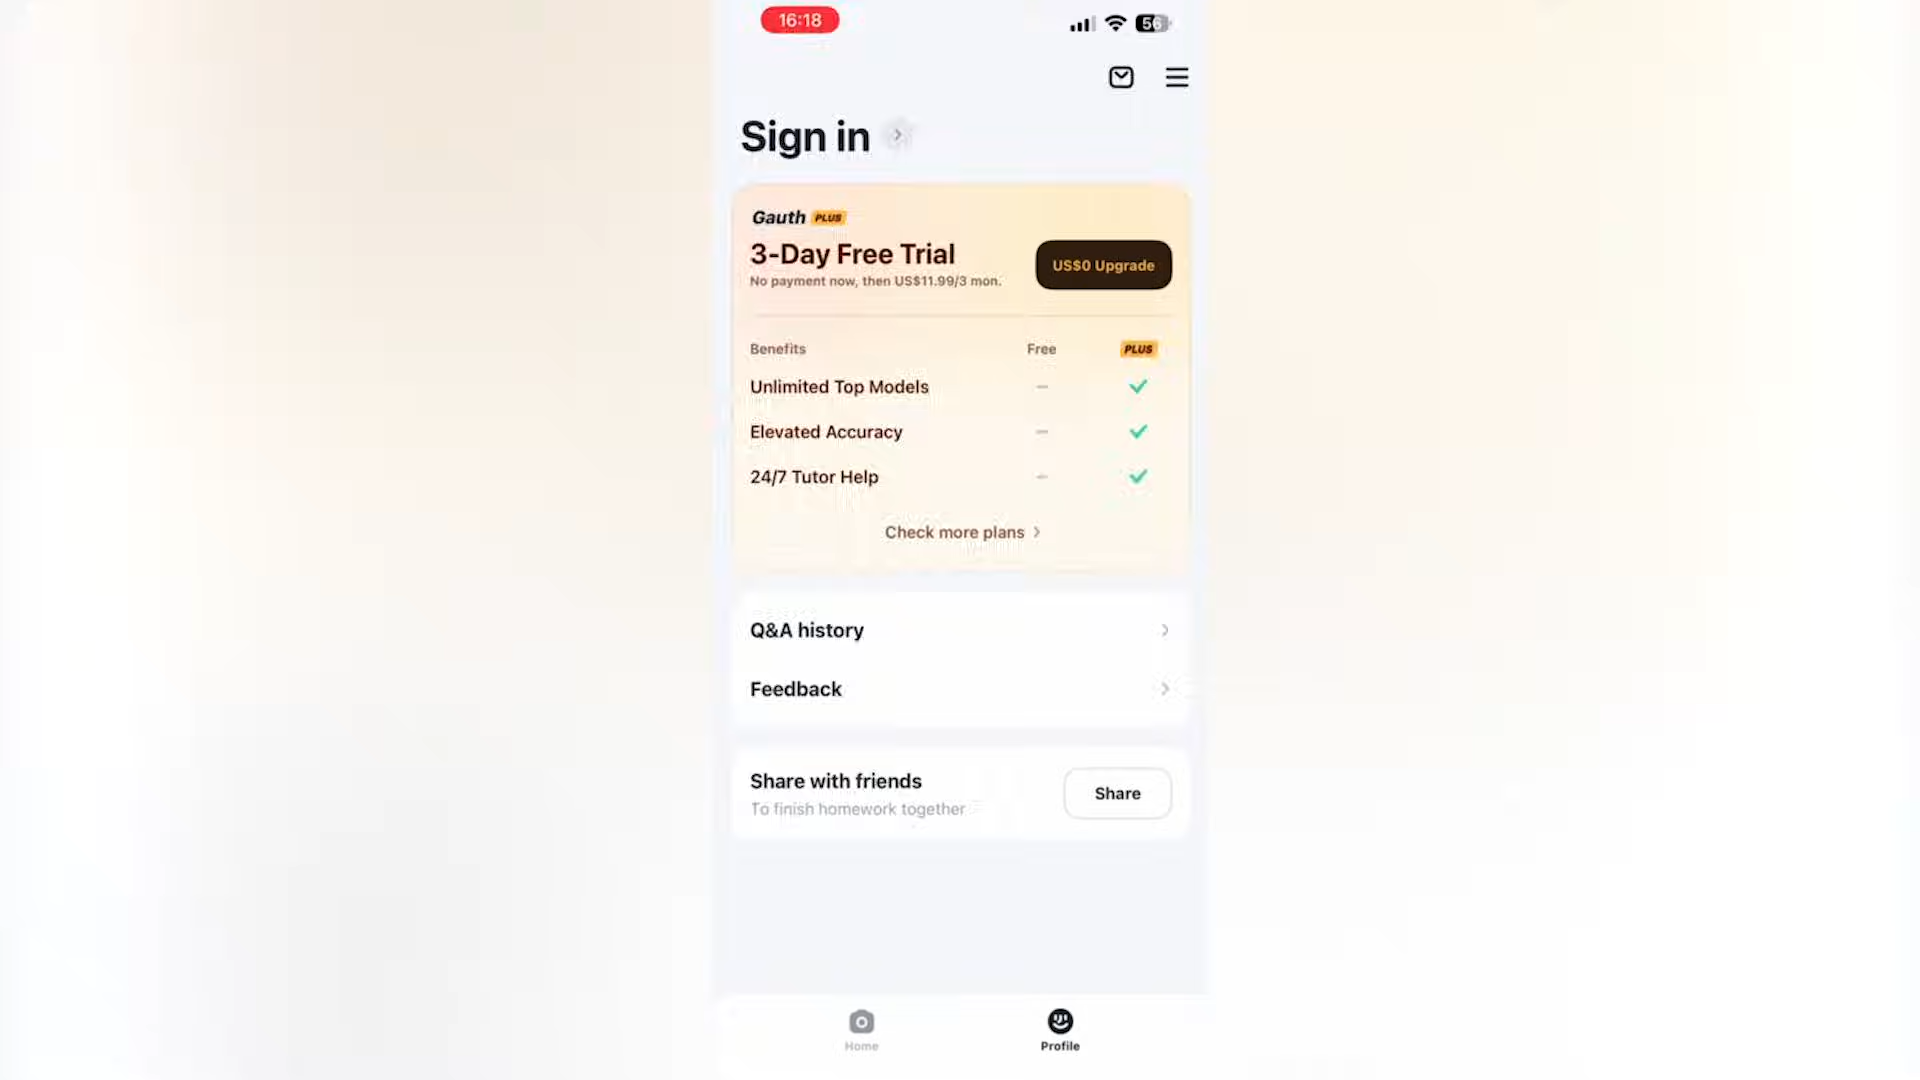 16:18
56
Sign in
Gauth PLUS
3-Day Free Trial
No payment now, then US$11.99/3 mon.
US$0 Upgrade
Benefits Free PLUS
Unlimited Top Models
Elevated Accuracy
24/7 Tutor Help
Check more plans
Q&A history
Feedback
Share with friends
To finish homework together
Share
Home
Profile